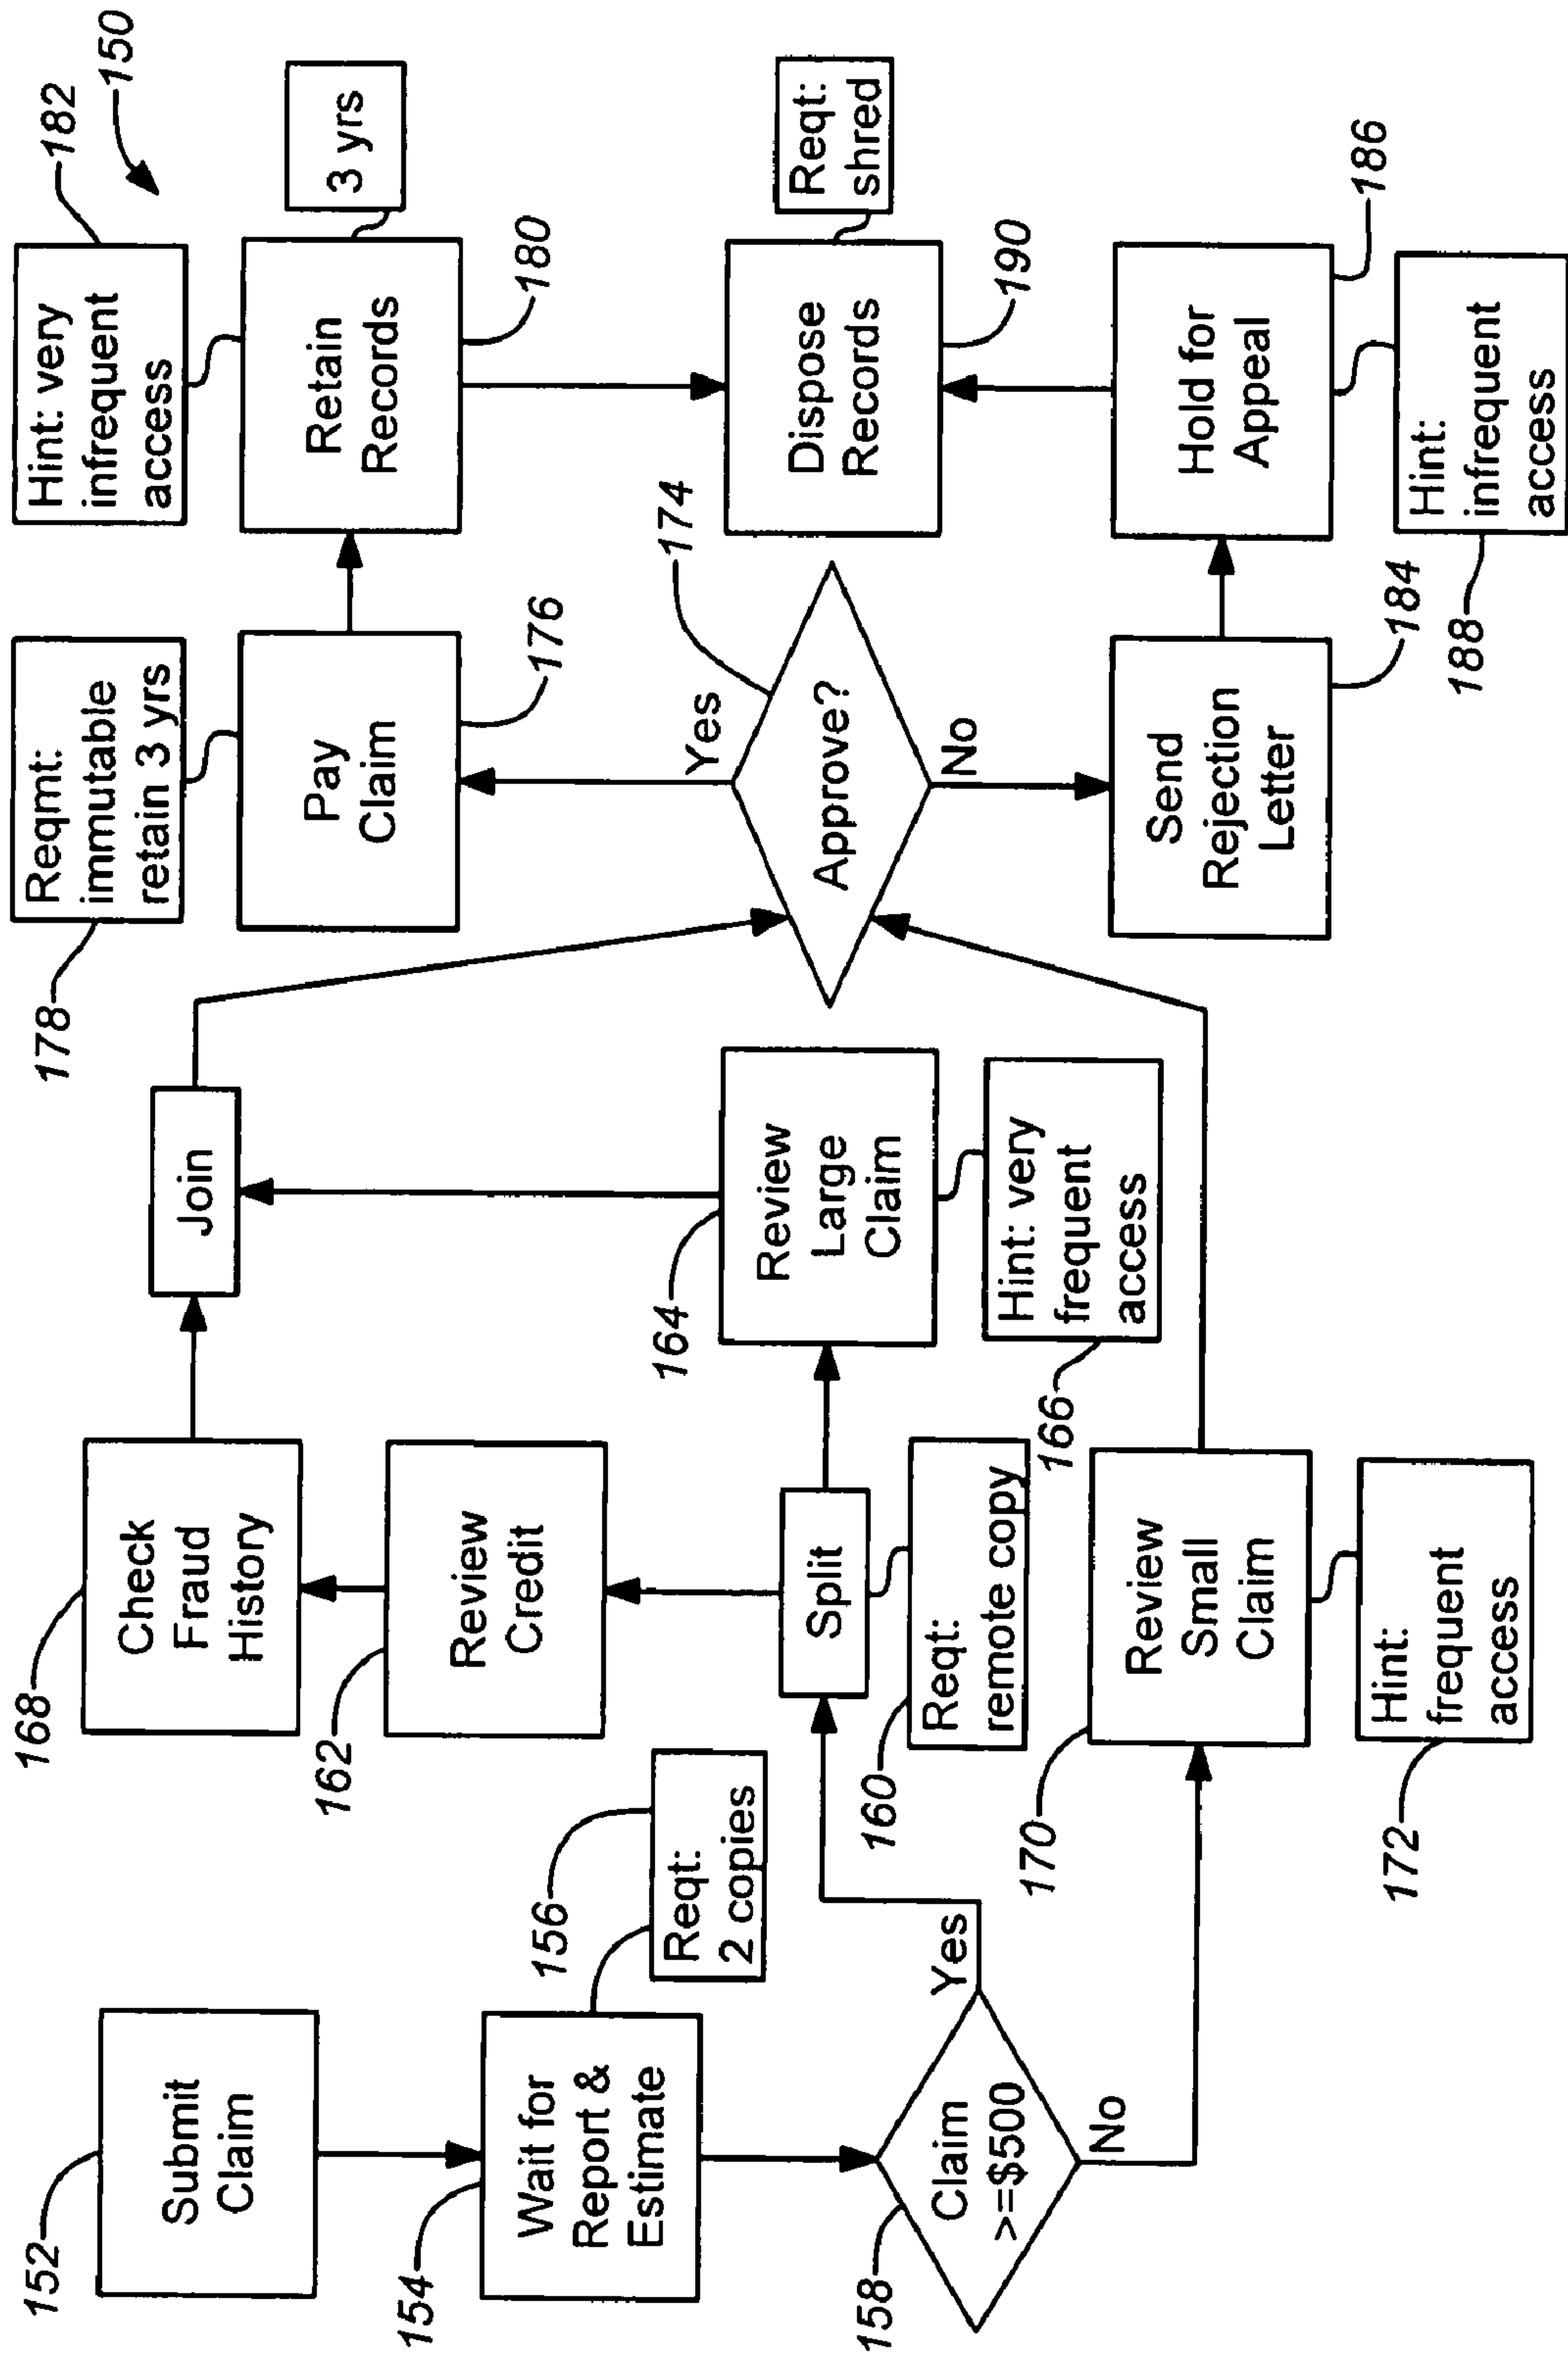 150
152
Submit
Claim
154
Wait for
Report &
Estimate
156
Reqt:
2 copies
158
Claim
>=$500
Yes
No
168
Check
Fraud
History
162
Review
Credit
Split
160
Reqt:
remote copy
170
Review
Small
Claim
172
Hint:
frequent
access
Join
164
Review
Large
Claim
166
Hint: very
frequent
access
178
Reqmt:
immutable
retain 3 yrs
Pay
Claim
176
Yes
174
Approve?
No
Send
Rejection
Letter
184
182
Hint: very
infrequent
access
Retain
Records
180
3 yrs
Dispose
Records
190
Reqt:
shred
Hold for
Appeal
186
188
Hint:
infrequent
access